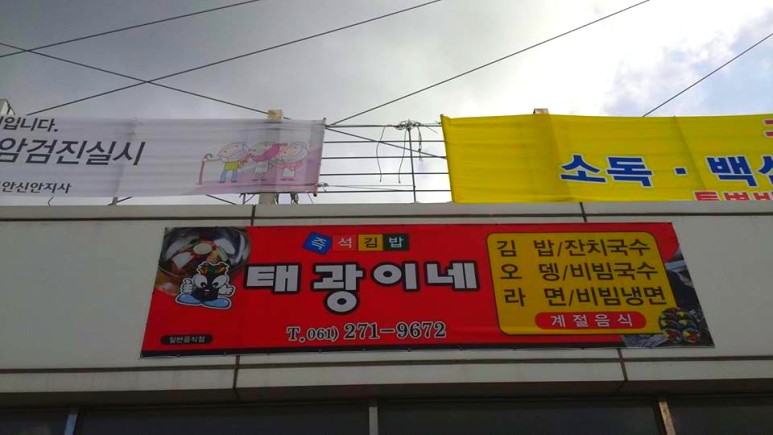 입니다.
암검진실시
안신안지사
소독 · 백신
즉석김밥
태광이네
T.061) 271-9672
일반음식점
김 밥/잔치국수
오 뎅/비빔국수
라 면/비빔냉면
계절음식